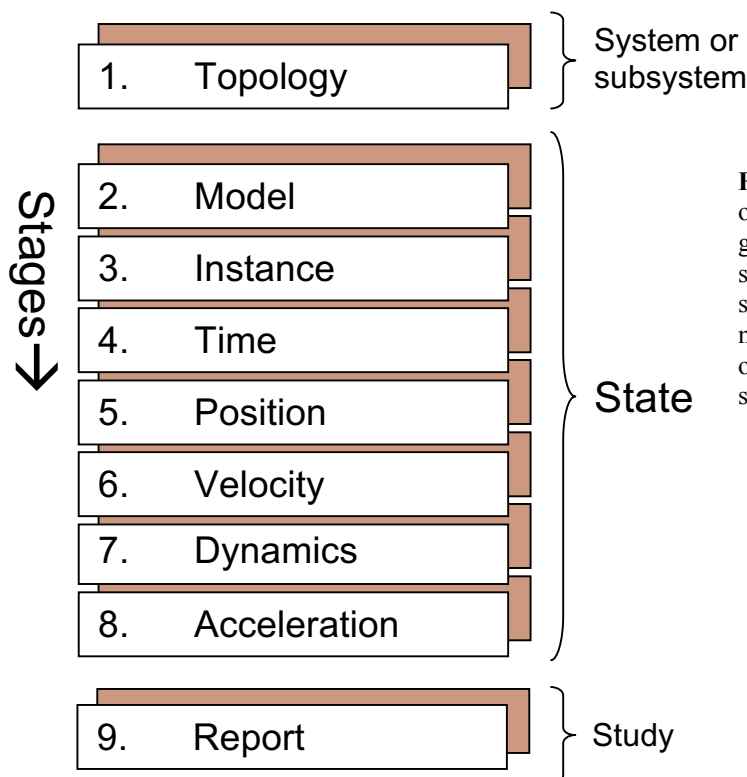 1. Topology
System or
subsystem
Stages→
2. Model
3. Instance
4. Time
5. Position
6. Velocity
7. Dynamics
8. Acceleration
State
9. Report
Study